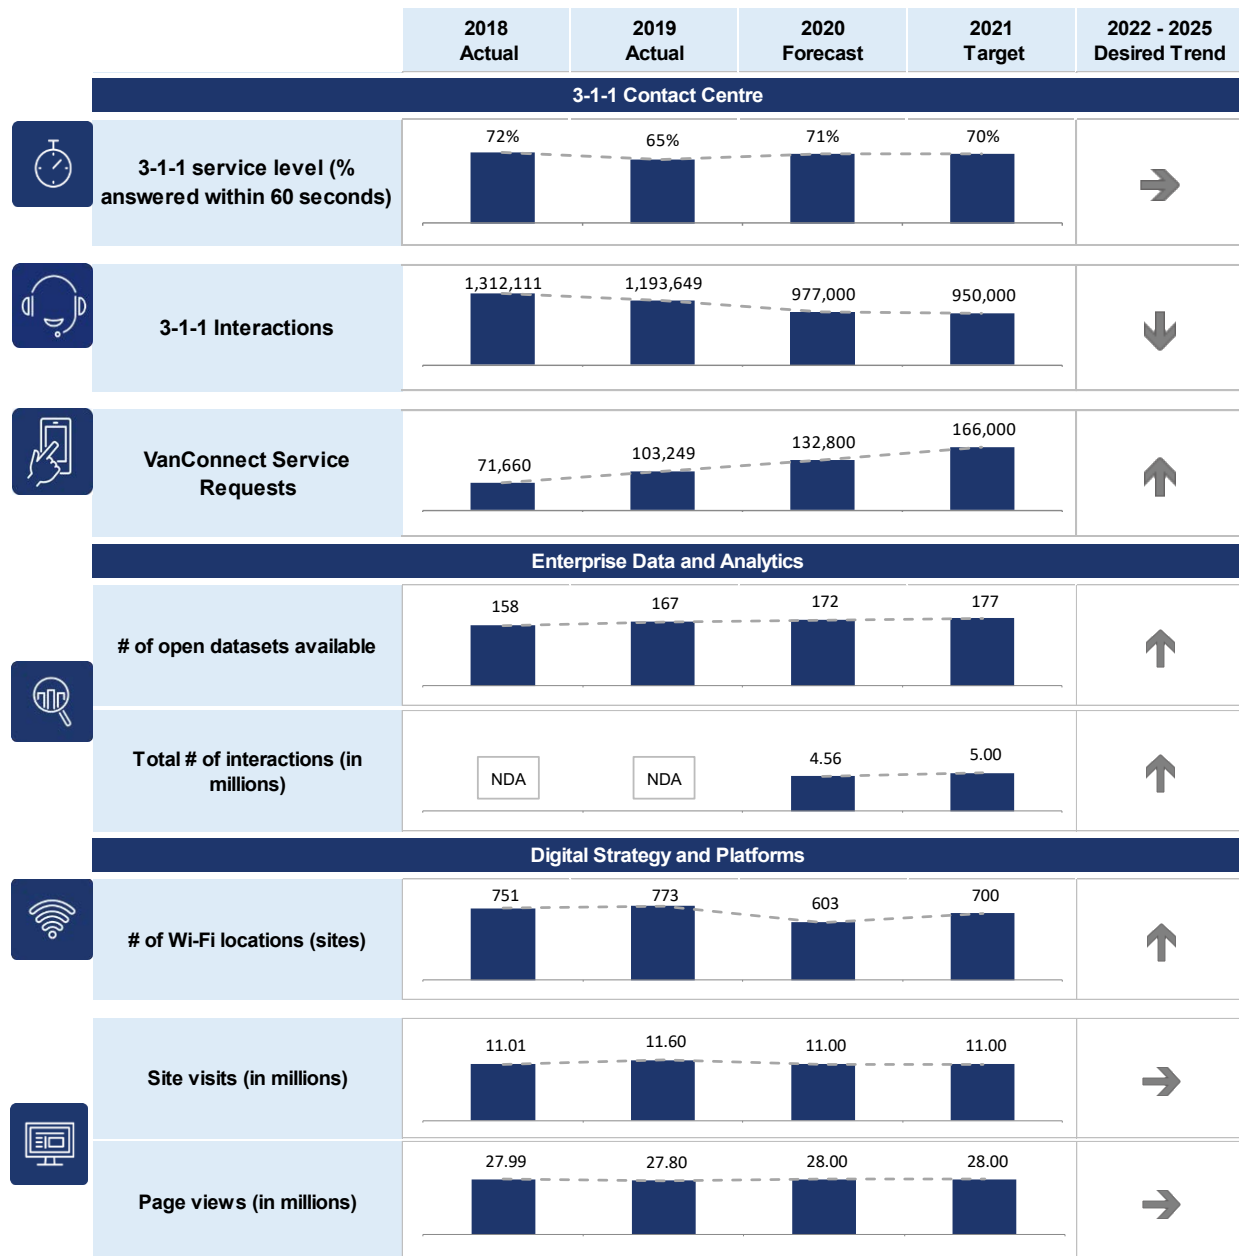 2018 Actual
2019 Actual
2020 Forecast
2021 Target
2022 - 2025 Desired Trend
3-1-1 Contact Centre
3-1-1 service level (%
answered within 60 seconds)
72%
65%
71%
70%
3-1-1 Interactions
1,312,111
1,193,649
977,000
950,000
VanConnect Service
Requests
71,660
103,249
132,800
166,000
Enterprise Data and Analytics
# of open datasets available
158
167
172
177
Total # of interactions (in
millions)
NDA
NDA
4.56
5.00
Digital Strategy and Platforms
# of Wi-Fi locations (sites)
751
773
603
700
Site visits (in millions)
11.01
11.60
11.00
11.00
Page views (in millions)
27.99
27.80
28.00
28.00